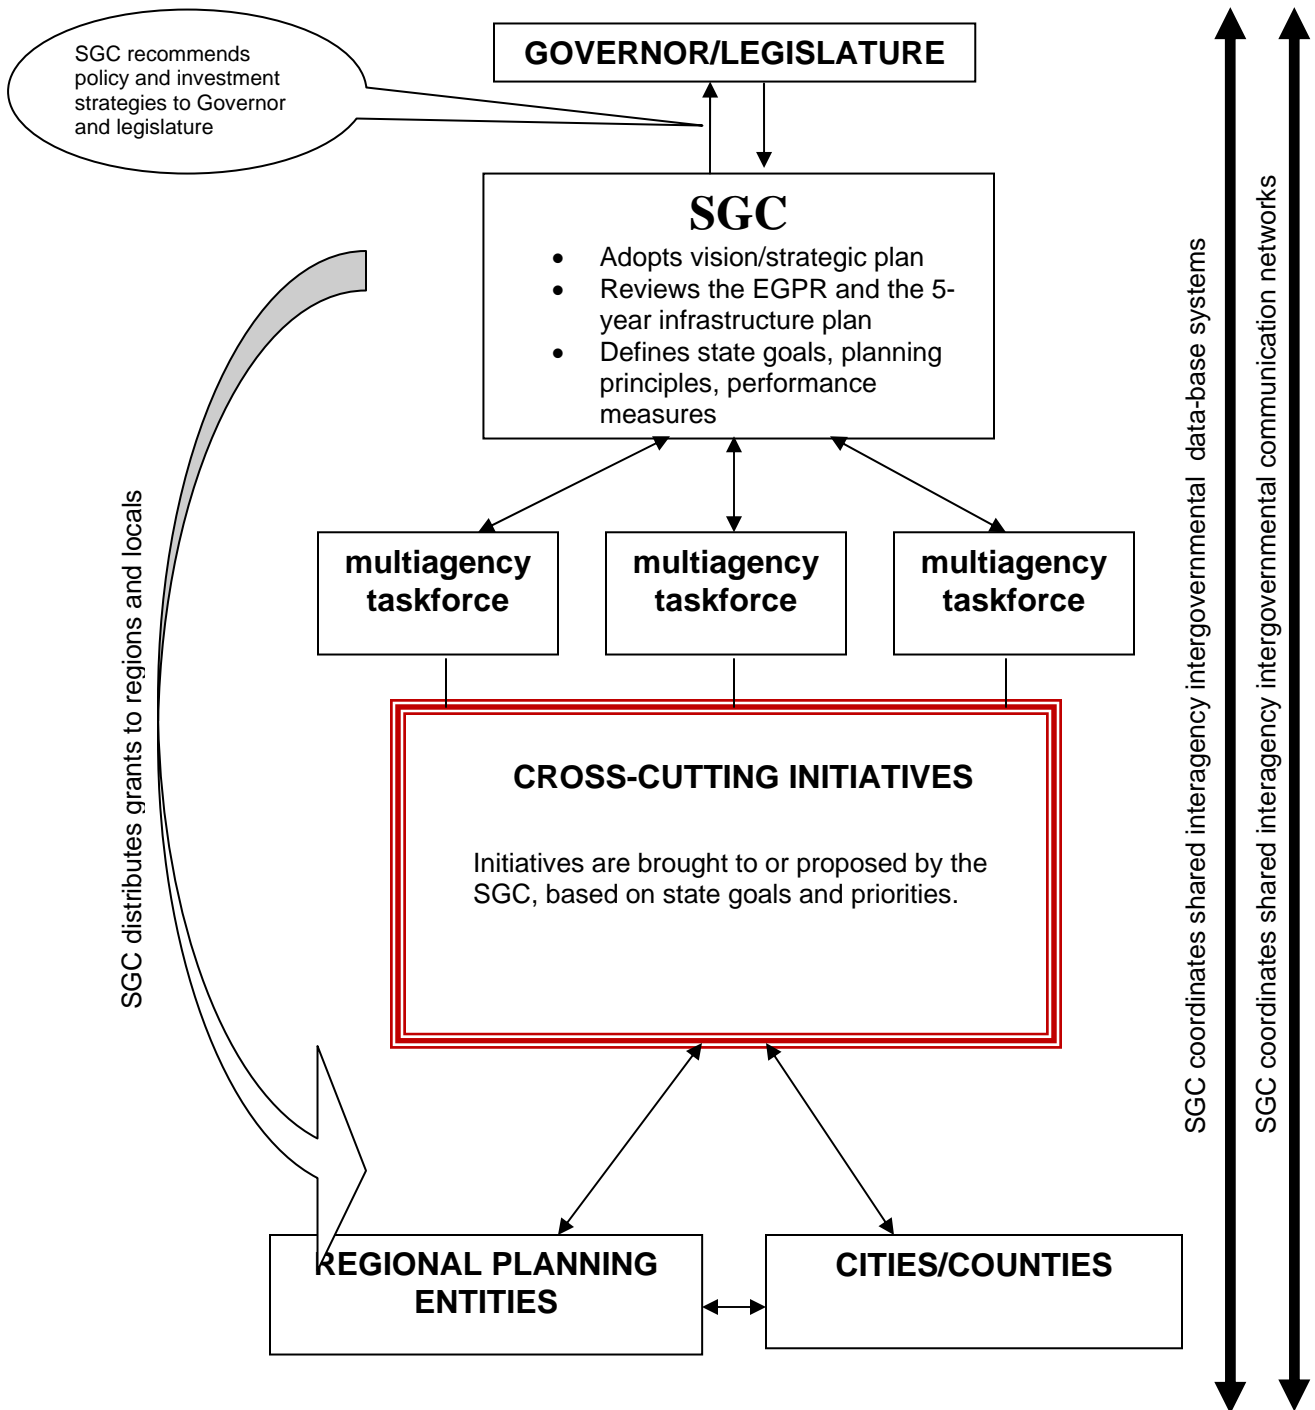 SGC recommends
policy and investment
strategies to Governor
and legislature
GOVERNOR/LEGISLATURE
SGC
• Adopts vision/strategic plan
• Reviews the EGPR and the 5-
year infrastructure plan
• Defines state goals, planning
principles, performance
measures
SGC distributes grants to regions and locals
multiagency
taskforce
multiagency
taskforce
multiagency
taskforce
CROSS-CUTTING INITIATIVES
Initiatives are brought to or proposed by the
SGC, based on state goals and priorities.
REGIONAL PLANNING
ENTITIES
CITIES/COUNTIES
SGC coordinates shared interagency intergovernmental  data-base systems
SGC coordinates shared interagency intergovernmental communication networks